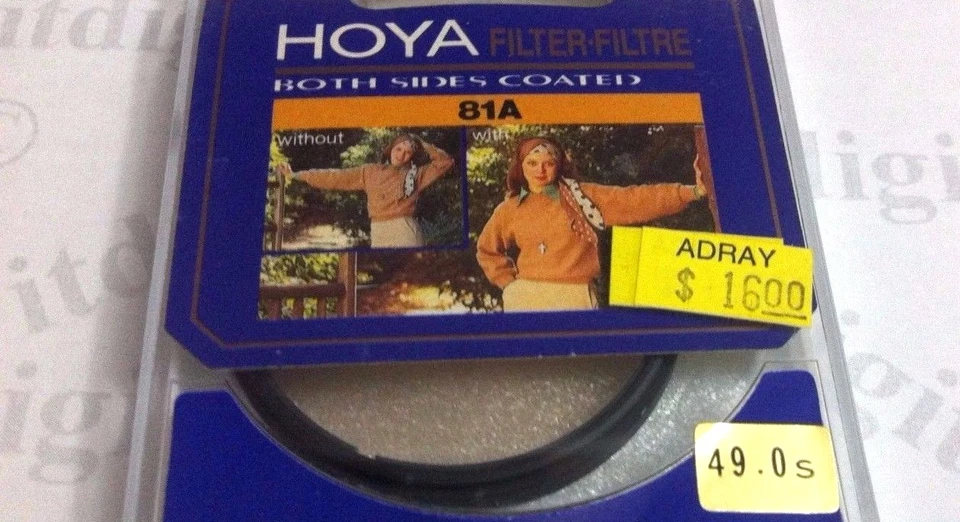 HOYA FILTER·FILTRE
BOTH SIDES COATED
81A
without
with
ADRAY
$ 1600
49.0s